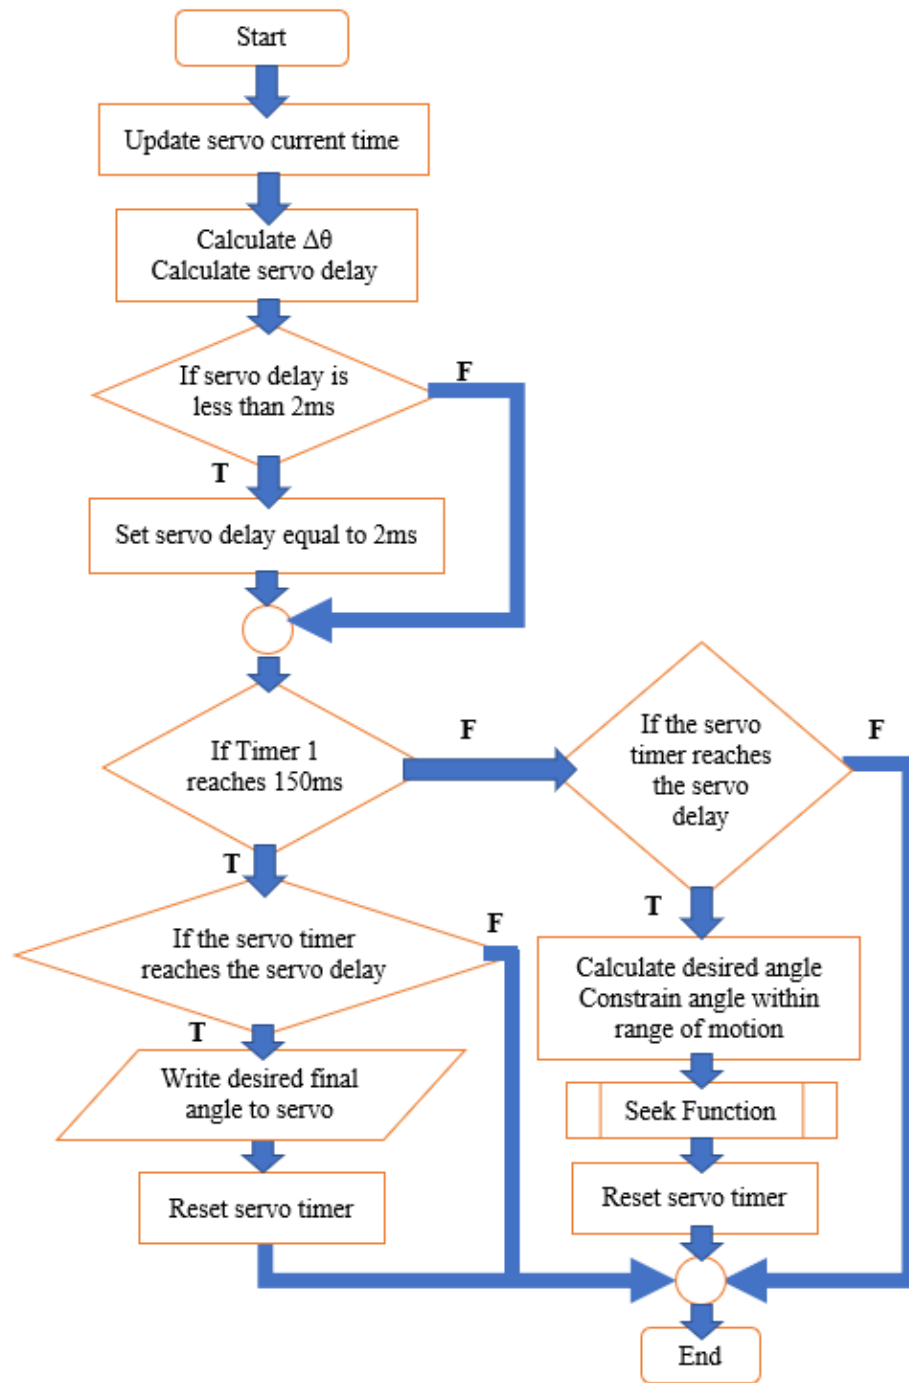 Start
Update servo current time
Calculate Δθ
Calculate servo delay
If servo delay is
less than 2ms
F
T
Set servo delay equal to 2ms
If Timer 1
reaches 150ms
F
If the servo
timer reaches
the servo
delay
F
T
If the servo timer
reaches the servo delay
F
T
T
Calculate desired angle
Constrain angle within
range of motion
Write desired final
angle to servo
Seek Function
Reset servo timer
Reset servo timer
End